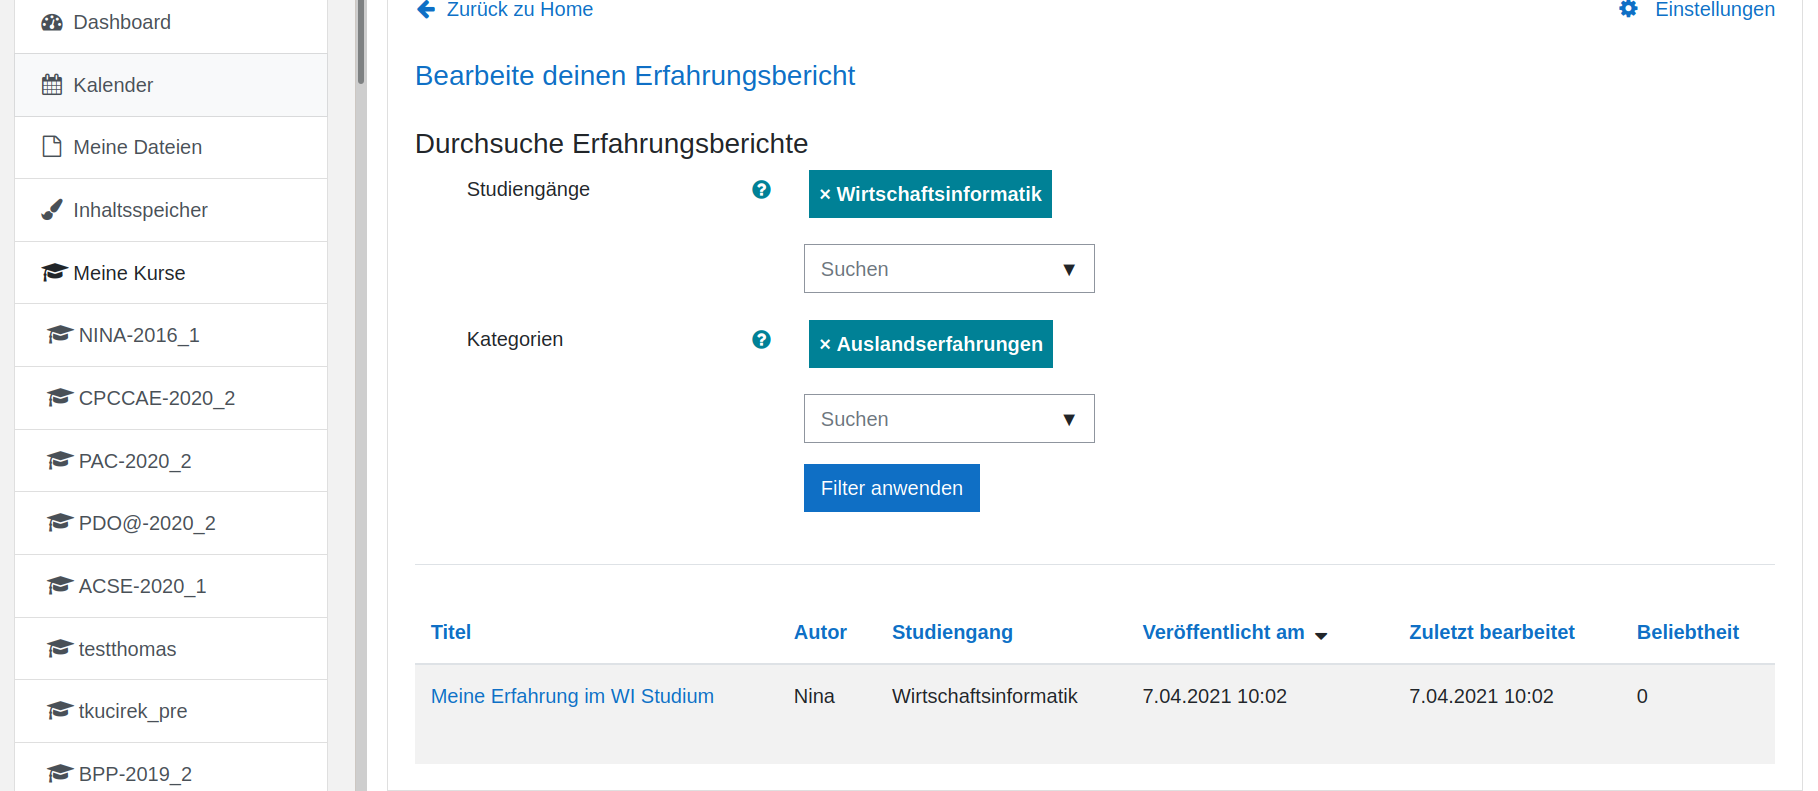 Dashboard
Kalender
Meine Dateien
Inhaltsspeicher
Meine Kurse
NINA-2016_1
CPCCAE-2020_2
PAC-2020_2
PDO@-2020_2
ACSE-2020_1
testthomas
tkucirek_pre
BPP-2019_2
Zurück zu Home
Einstellungen
Bearbeite deinen Erfahrungsbericht
Durchsuche Erfahrungsberichte
Studiengänge
× Wirtschaftsinformatik
Suchen ▼
Kategorien
× Auslandserfahrungen
Suchen ▼
Filter anwenden
Titel Autor Studiengang Veröffentlicht am Zuletzt bearbeitet Beliebtheit
Meine Erfahrung im WI Studium Nina Wirtschaftsinformatik 7.04.2021 10:02 7.04.2021 10:02 0